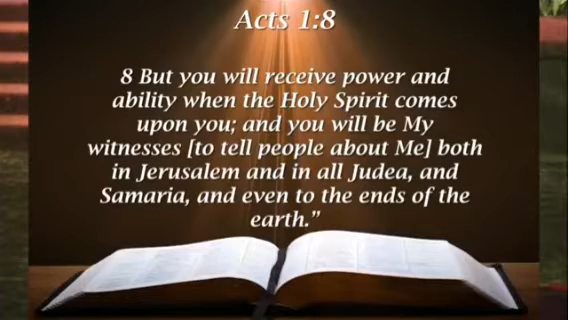 Acts 1:8
8 But you will receive power and
ability when the Holy Spirit comes
upon you; and you will be My
witnesses [to tell people about Me] both
in Jerusalem and in all Judea, and
Samaria, and even to the ends of the
earth.”